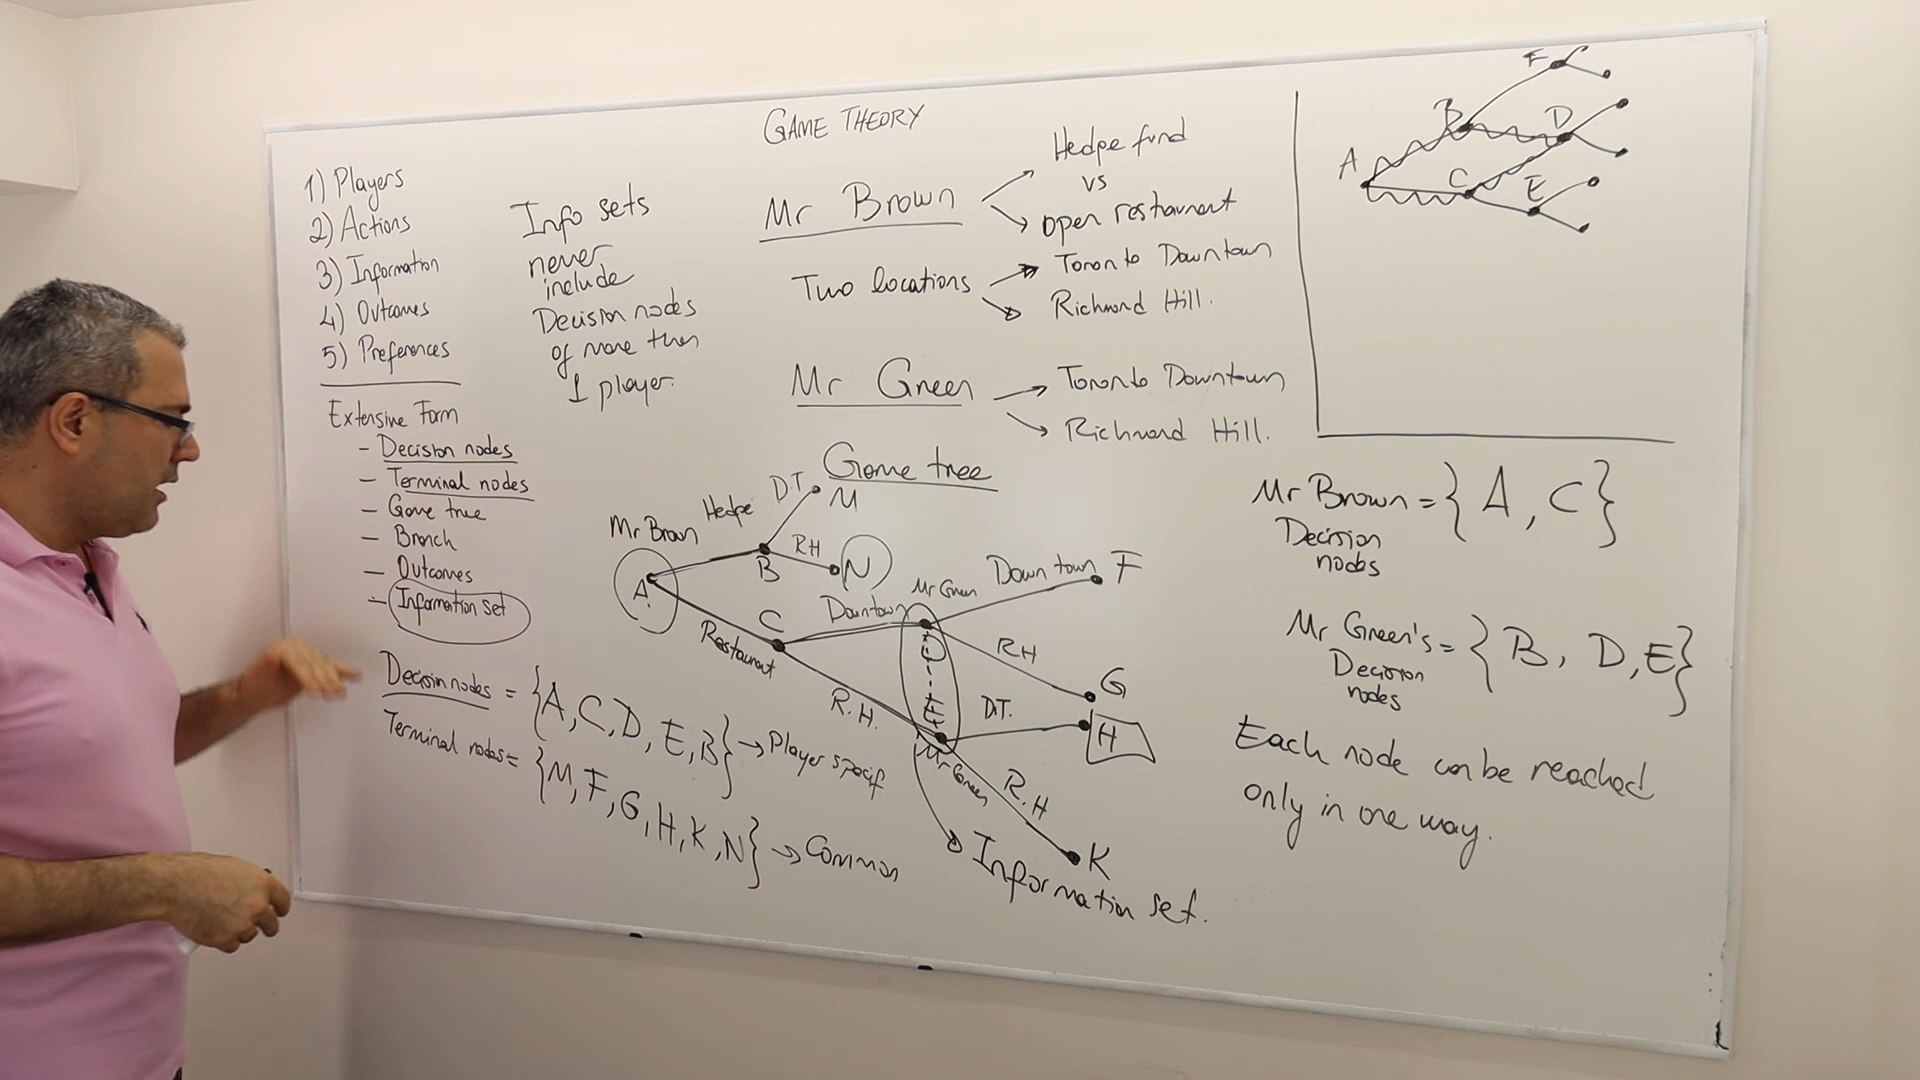 GAME THEORY
1) Players
2) Actions
3) Information
4) Outcomes
5) Preferences
Extensive Form
- Decision nodes
- Terminal nodes
- Game tree
- Branch
- Outcomes
- Information set
Info sets
never
include
Decision nodes
of more then
1 player.
Mr Brown
Hedge fund
vs
open restaurant
Two locations
Toronto Downtown
Richmond Hill.
Mr Green
Toronto Downtown
Richmond Hill.
Game tree
Mr Brown
Hedge
D.T
M
RH
N
A
B
C
Restaurant
Downtown
R.H.
Mr Green
D
E
Mr Green
Downtown
F
RH
G
D.T.
H
R.H
K
Information set.
Decision nodes = {A, C, D, E, B} → Player specif
Terminal nodes = {M, F, G, H, K, N} → Common
A
B
C
D
E
F
Mr Brown = {A, C}
Decision
nodes
Mr Green's = {B, D, E}
Decision
nodes
Each node can be reached
only in one way.